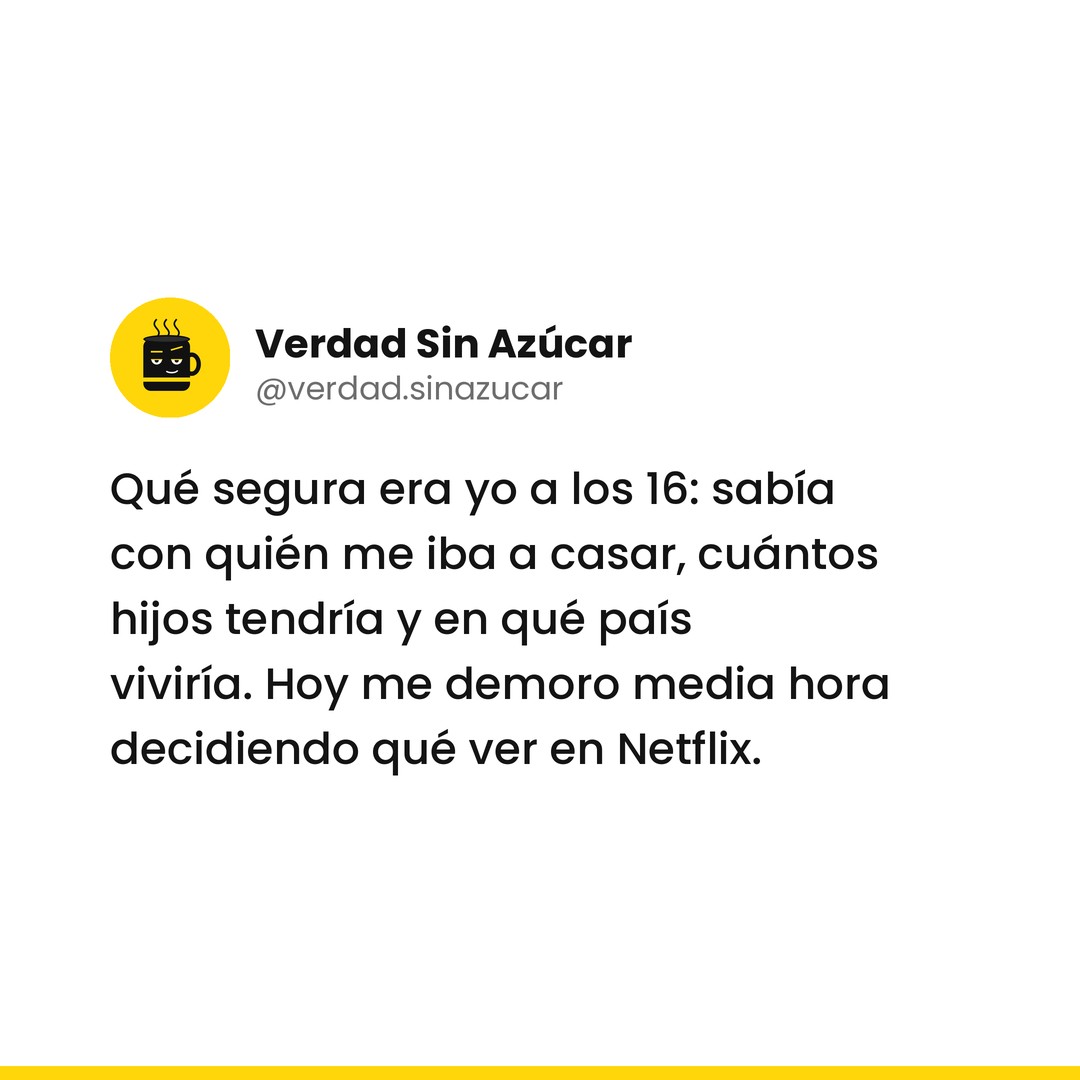 Verdad Sin Azúcar
@verdad.sinazucar
Qué segura era yo a los 16: sabía
con quién me iba a casar, cuántos
hijos tendría y en qué país
viviría. Hoy me demoro media hora
decidiendo qué ver en Netflix.